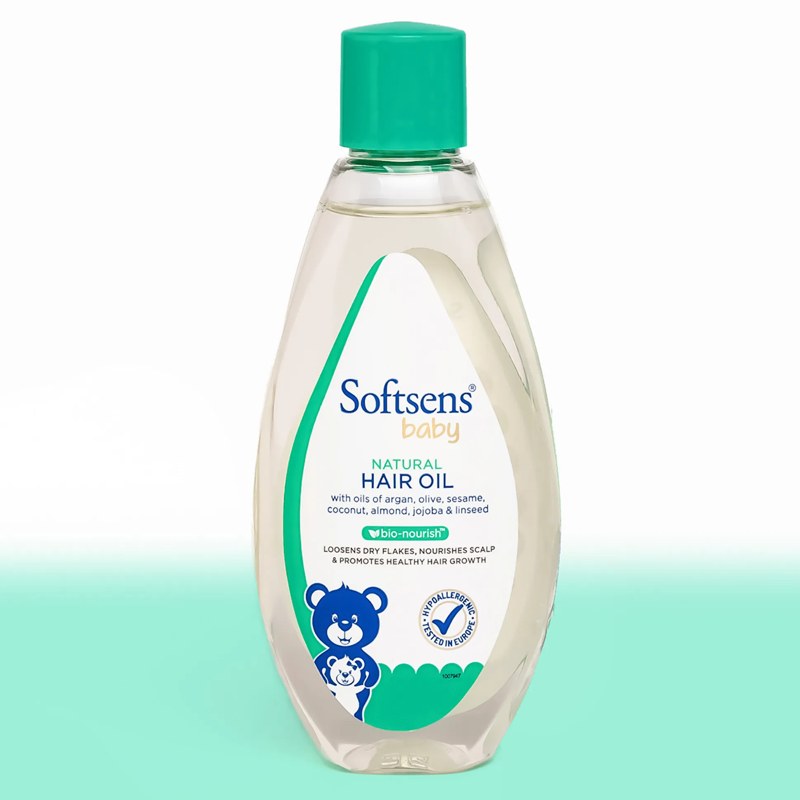 Softsens®
baby
NATURAL
HAIR OIL
with oils of argan, olive, sesame,
coconut, almond, jojoba & linseed
bio-nourish™
LOOSENS DRY FLAKES, NOURISHES SCALP
& PROMOTES HEALTHY HAIR GROWTH
HYPOALLERGENIC
TESTED IN EUROPE